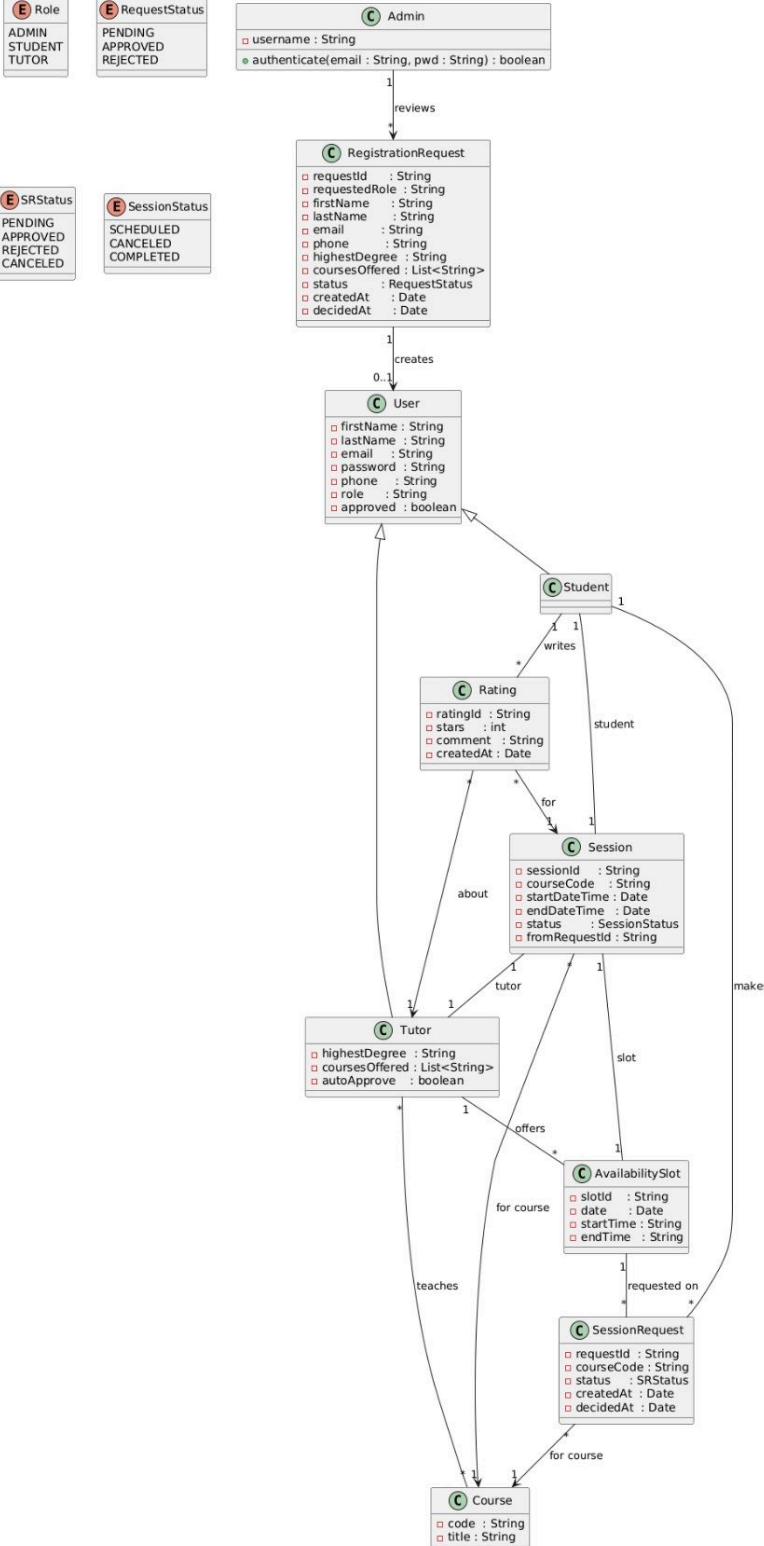 E Role
ADMIN
STUDENT
TUTOR
E RequestStatus
PENDING
APPROVED
REJECTED
C Admin
username : String
authenticate(email : String, pwd : String) : boolean
1
reviews
*
C RegistrationRequest
requestId : String
requestedRole : String
firstName : String
lastName : String
email : String
phone : String
highestDegree : String
coursesOffered : List<String>
status : RequestStatus
createdAt : Date
decidedAt : Date
E SRStatus
PENDING
APPROVED
REJECTED
CANCELED
E SessionStatus
SCHEDULED
CANCELED
COMPLETED
1
creates
0..1
C User
firstName : String
lastName : String
email : String
password : String
phone : String
role : String
approved : boolean
C Student
1
1
1
writes
*
C Rating
ratingId : String
stars : int
comment : String
createdAt : Date
student
*
*
for
1
1
C Session
sessionId : String
courseCode : String
startDateTime : Date
endDateTime : Date
status : SessionStatus
fromRequestId : String
about
1
*
1
tutor
make
1
1
C Tutor
highestDegree : String
coursesOffered : List<String>
autoApprove : boolean
slot
*
1
offers
*
1
C AvailabilitySlot
slotId : String
date : Date
startTime : String
endTime : String
for course
1
requested on
*
*
teaches
C SessionRequest
requestId : String
courseCode : String
status : SRStatus
createdAt : Date
decidedAt : Date
*
for course
*
1
1
C Course
code : String
title : String